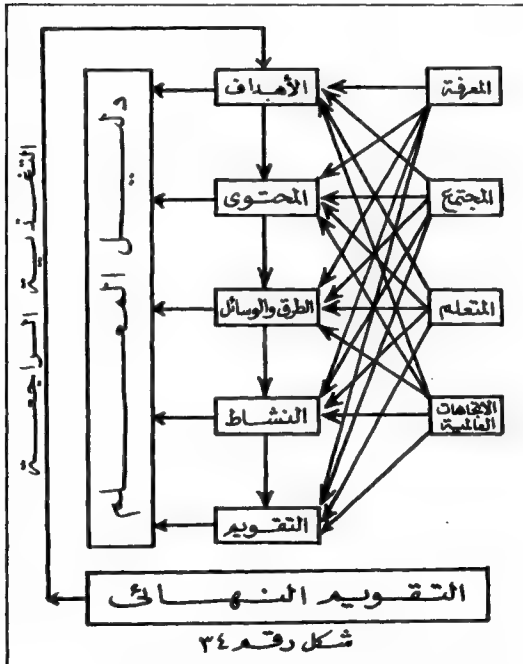 المعرفة
المجتمع
المتعلم
الاتجاهات
العالمية
الأهداف
المحتوى
الطرق والوسائل
النشاط
التقويم
دليل المعلم
التغذية الراجعة
التقويم النهائى
شكل رقم ٣٤